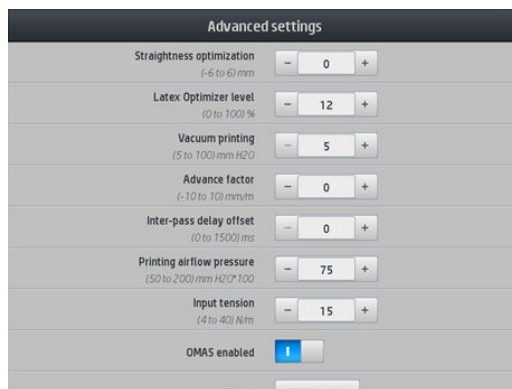 Advanced settings
Straightness optimization
(-6 to 6) mm
- 0 +
Latex Optimizer level
(0 to 100) %
- 12 +
Vacuum printing
(5 to 100) mm H2O
- 5 +
Advance factor
(-10 to 10) mm/m
- 0 +
Inter-pass delay offset
(0 to 1500) ms
- 0 +
Printing airflow pressure
(50 to 200) mm H2O*100
- 75 +
Input tension
(4 to 40) N/m
- 15 +
OMAS enabled